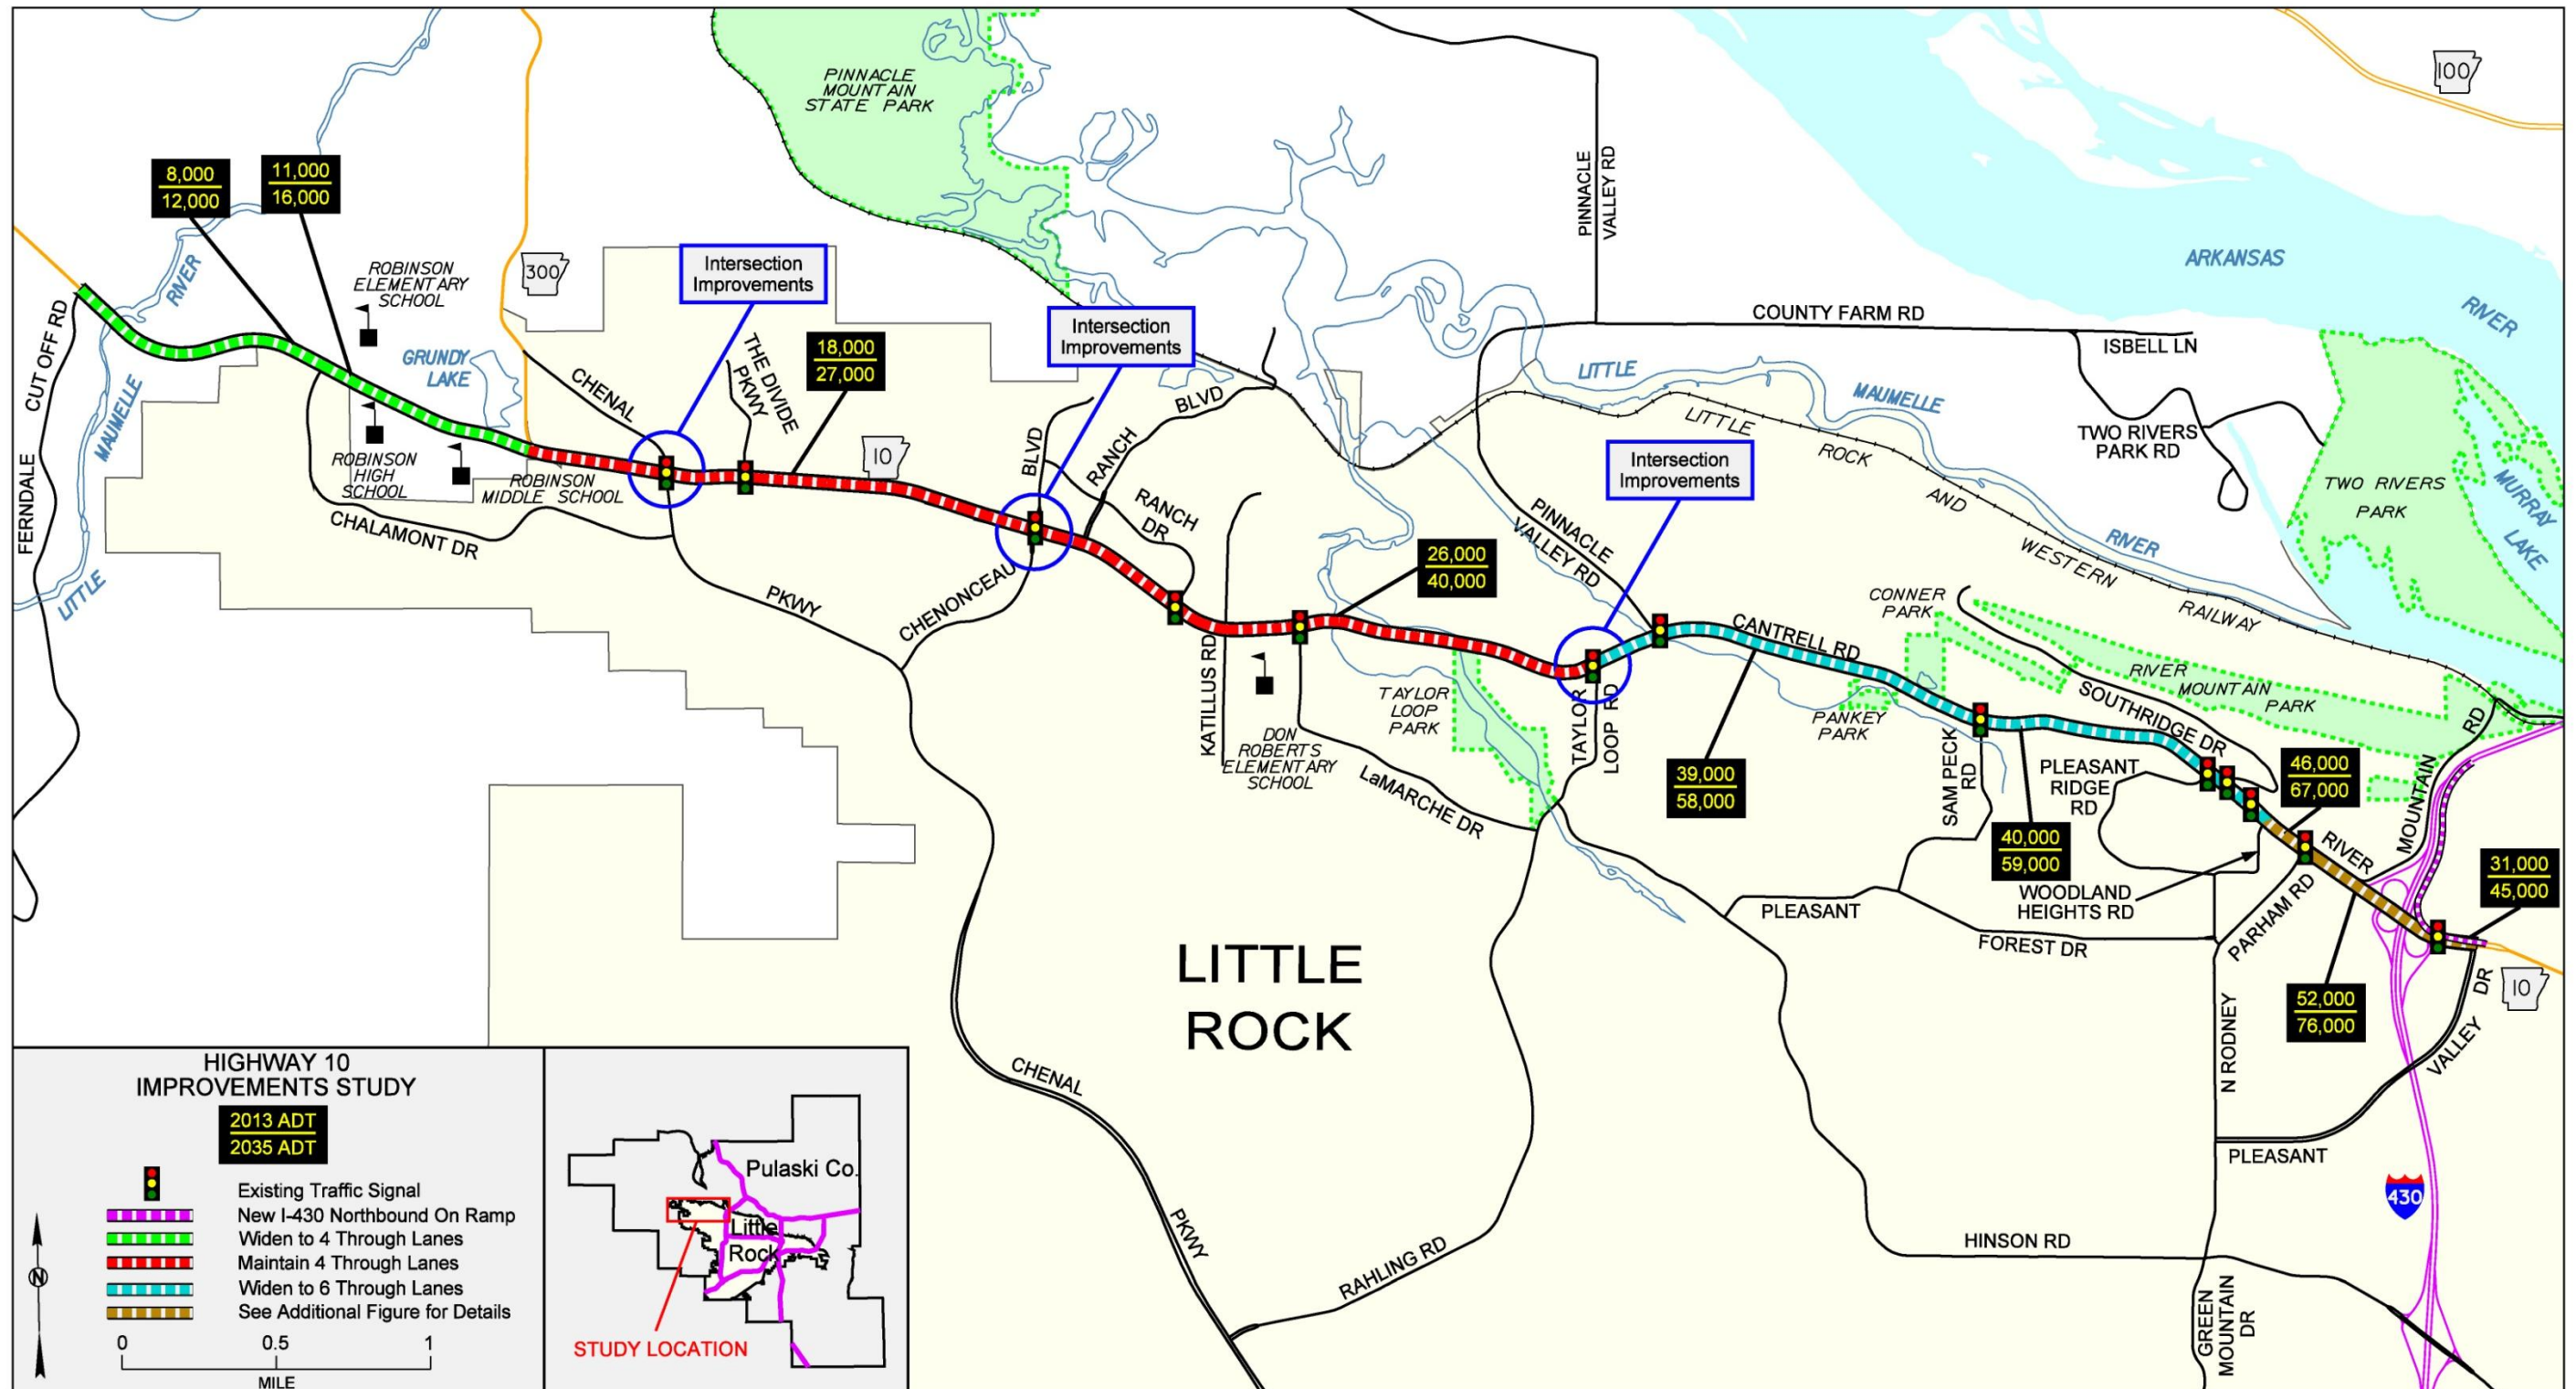 PINNACLE
MOUNTAIN
STATE PARK
100
8,000
12,000
11,000
16,000
PINNACLE
VALLEY RD
ARKANSAS
RIVER
RIVER
ROBINSON
ELEMENTARY
SCHOOL
300
Intersection
Improvements
Intersection
Improvements
COUNTY FARM RD
ISBELL LN
CUT OFF RD
FERNDALE
GRUNDY
LAKE
MAUMELLE
LITTLE
CHENAL
THE DIVIDE
PKWY
18,000
27,000
BLVD
LITTLE
MAUMELLE
RIVER
LITTLE
ROCK
AND
WESTERN
RAILWAY
TWO RIVERS
PARK RD
TWO RIVERS
PARK
MURRAY
LAKE
ROBINSON
HIGH
SCHOOL
ROBINSON
MIDDLE SCHOOL
10
BLVD
RANCH
RANCH
DR
Intersection
Improvements
CHALAMONT DR
PKWY
CHENONCEAU
PINNACLE
VALLEY RD
26,000
40,000
CONNER
PARK
CANTRELL RD
KATILLUS RD
DON
ROBERTS
ELEMENTARY
SCHOOL
TAYLOR
LOOP
PARK
TAYLOR
LOOP RD
PANKEY
PARK
RIVER
MOUNTAIN
PARK
SOUTHRIDGE DR
LaMARCHE DR
39,000
58,000
SAM PECK
RD
40,000
59,000
PLEASANT
RIDGE
RD
46,000
67,000
RIVER
MOUNTAIN
RD
31,000
45,000
WOODLAND
HEIGHTS RD
PLEASANT
FOREST DR
PARHAM RD
52,000
76,000
10
DR
VALLEY
PLEASANT
N RODNEY
LITTLE
ROCK
CHENAL
PKWY
RAHLING RD
HINSON RD
GREEN
MOUNTAIN
DR
430
HIGHWAY 10
IMPROVEMENTS STUDY
2013 ADT
2035 ADT
Existing Traffic Signal
New I-430 Northbound On Ramp
Widen to 4 Through Lanes
Maintain 4 Through Lanes
Widen to 6 Through Lanes
See Additional Figure for Details
N
0 0.5 1
MILE
Pulaski Co.
Little
Rock
STUDY LOCATION